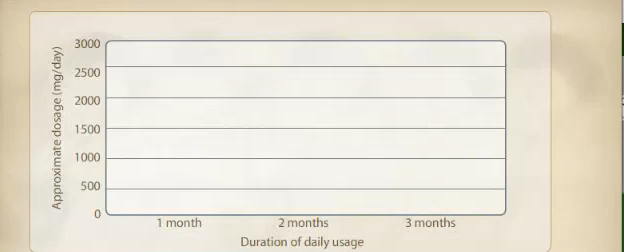 Approximate dosage (mg/day)
3000
2500
2000
1500
1000
500
0
1 month
2 months
3 months
Duration of daily usage